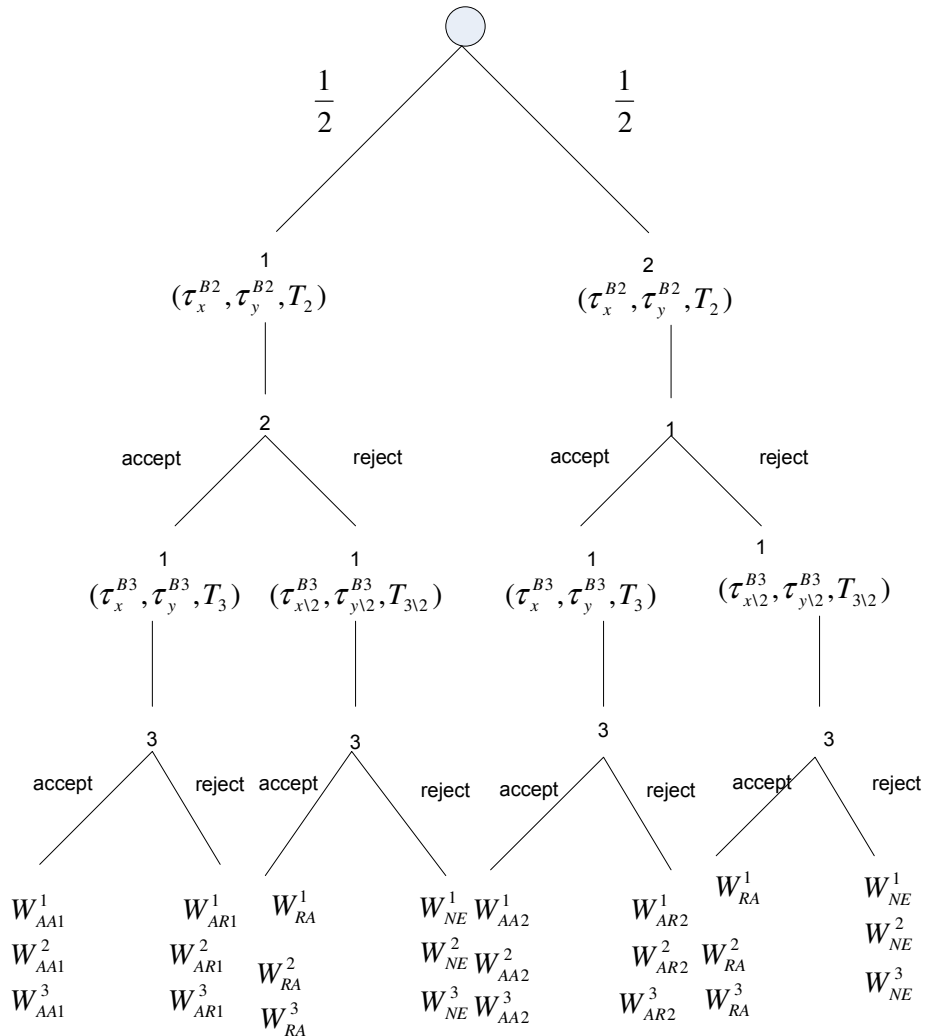 1/2 1/2
1 2
(τ_x^{B2}, τ_y^{B2}, T_2) (τ_x^{B2}, τ_y^{B2}, T_2)
2 1
accept reject accept reject
1 1 1 1
(τ_x^{B3}, τ_y^{B3}, T_3) (τ_{x\2}^{B3}, τ_{y\2}^{B3}, T_{3\2}) (τ_x^{B3}, τ_y^{B3}, T_3) (τ_{x\2}^{B3}, τ_{y\2}^{B3}, T_{3\2})
3 3 3 3
accept reject accept reject accept reject accept reject
W_{AA1}^1 W_{AR1}^1 W_{RA}^1 W_{NE}^1 W_{AA2}^1 W_{AR2}^1 W_{RA}^1 W_{NE}^1
W_{AA1}^2 W_{AR1}^2 W_{RA}^2 W_{NE}^2 W_{AA2}^2 W_{AR2}^2 W_{RA}^2 W_{NE}^2
W_{AA1}^3 W_{AR1}^3 W_{RA}^3 W_{NE}^3 W_{AA2}^3 W_{AR2}^3 W_{RA}^3 W_{NE}^3